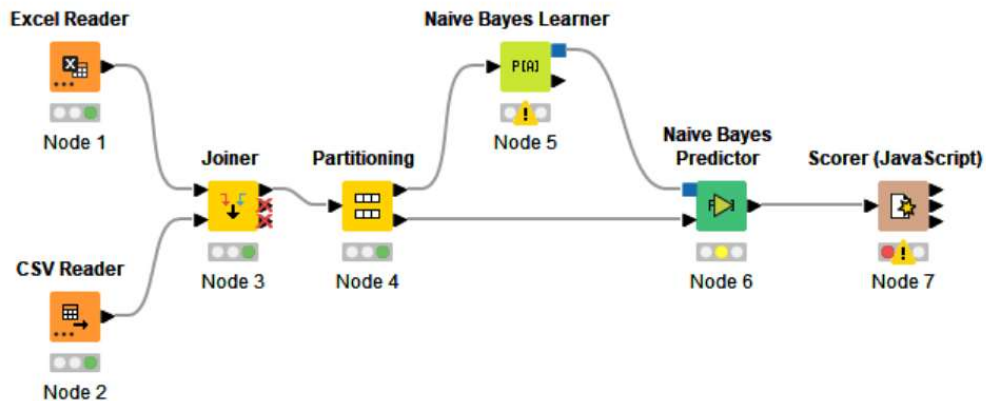 Excel Reader
Node 1
CSV Reader
Node 2
Joiner
Node 3
Partitioning
Node 4
Naive Bayes Learner
P[A]
Node 5
Naive Bayes
Predictor
Node 6
Scorer (JavaScript)
Node 7